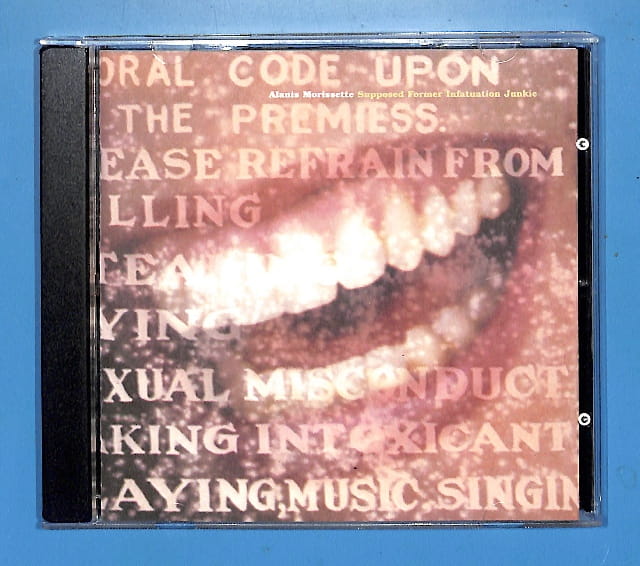 ORAL CODE UPON
Alanis Morissette Supposed Former Infatuation Junkie
THE PREMIESS.
EASE REFRAIN FROM
LLING
TEA
YING
XUAL MISCONDUCT
AKING INTOXICANT
AYING,MUSIC.SINGIN